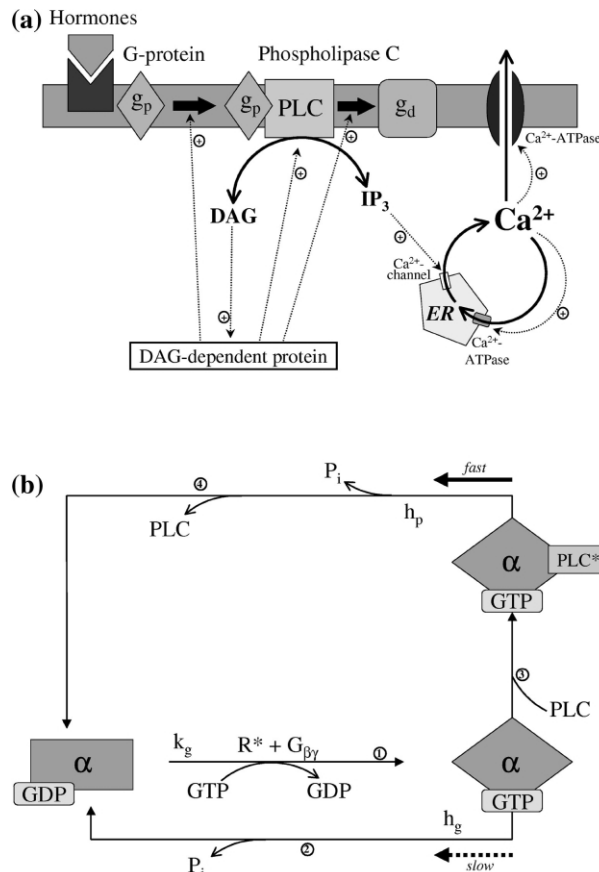 (a)
Hormones
G-protein
Phospholipase C
gp
gp
PLC
gd
Ca²⁺-ATPase
+
+
+
DAG
IP₃
+
Ca²⁺
+
Ca²⁺-
channel
ER
+
+
Ca²⁺-
ATPase
DAG-dependent protein
(b)
Pᵢ
fast
④
PLC
hp
α
PLC*
GTP
③
PLC
kg
R* + Gβγ
①
α
α
GDP
GTP
GDP
GTP
hg
Pᵢ
②
slow